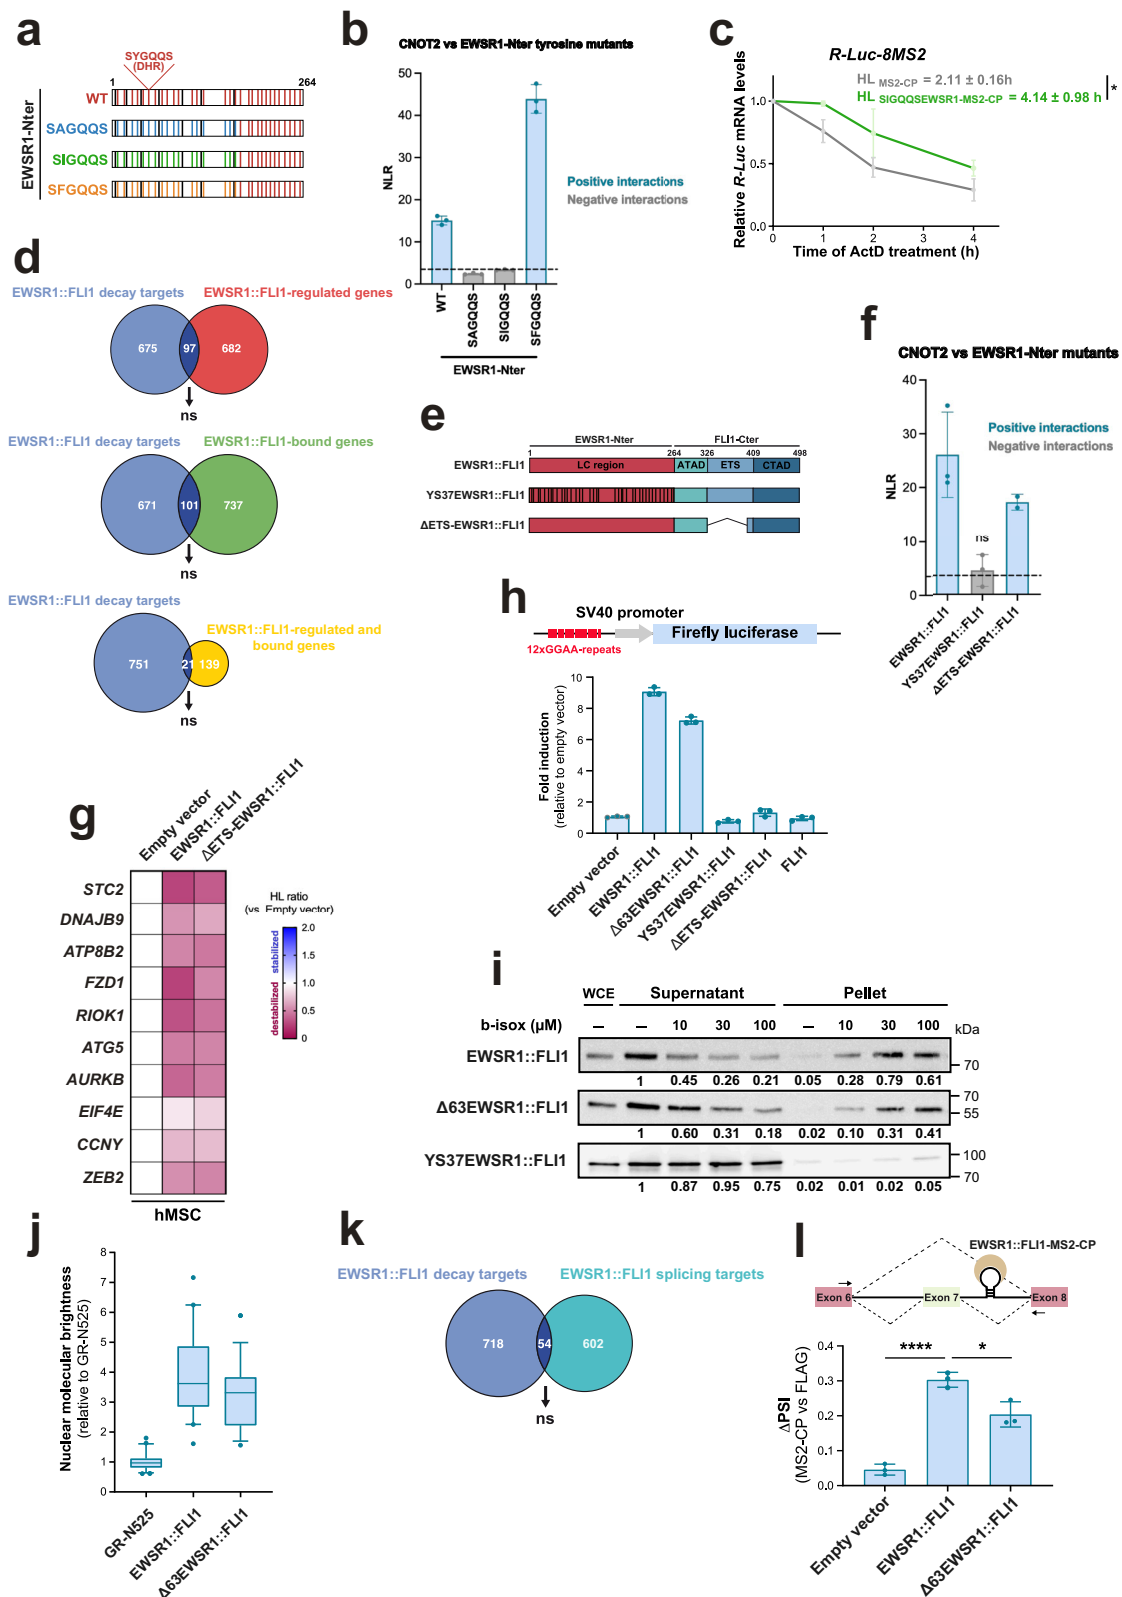 a
SYGQQS
(DHR)
1
264
EWSR1-Nter
WT
SAGQQS
SIGQQS
SFGQQS
b
CNOT2 vs EWSR1-Nter tyrosine mutants
NLR
50
40
30
20
10
0
Positive interactions
Negative interactions
WT
SAGQQS
SIGQQS
SFGQQS
EWSR1-Nter
c
R-Luc-8MS2
HL MS2-CP = 2.11 ± 0.16h
HL SIGQQSEWSR1-MS2-CP = 4.14 ± 0.98 h
*
Relative R-Luc mRNA levels
1.0
0.5
0.0
0 1 2 3 4
Time of ActD treatment (h)
d
EWSR1::FLI1 decay targets
EWSR1::FLI1-regulated genes
675 97 682
ns
EWSR1::FLI1 decay targets
EWSR1::FLI1-bound genes
671 101 737
ns
EWSR1::FLI1 decay targets
EWSR1::FLI1-regulated and
bound genes
751 21 139
ns
e
EWSR1-Nter FLI1-Cter
1 264 326 409 498
EWSR1::FLI1
LC region ATAD ETS CTAD
YS37EWSR1::FLI1
ΔETS-EWSR1::FLI1
f
CNOT2 vs EWSR1-Nter mutants
NLR
40
30
20
10
0
ns
Positive interactions
Negative interactions
EWSR1::FLI1
YS37EWSR1::FLI1
ΔETS-EWSR1::FLI1
g
Empty vector
EWSR1::FLI1
ΔETS-EWSR1::FLI1
STC2
DNAJB9
ATP8B2
FZD1
RIOK1
ATG5
AURKB
EIF4E
CCNY
ZEB2
hMSC
HL ratio
(vs Empty vector)
destabilized stabilized
2.0
1.5
1.0
0.5
0
h
SV40 promoter
Firefly luciferase
12xGGAA-repeats
Fold induction
(relative to empty vector)
10
8
6
4
2
0
Empty vector
EWSR1::FLI1
Δ63EWSR1::FLI1
YS37EWSR1::FLI1
ΔETS-EWSR1::FLI1
FLI1
i
WCE Supernatant Pellet
b-isox (µM) – – 10 30 100 – 10 30 100 kDa
EWSR1::FLI1
70
1 0.45 0.26 0.21 0.05 0.28 0.79 0.61
Δ63EWSR1::FLI1
70
55
1 0.60 0.31 0.18 0.02 0.10 0.31 0.41
YS37EWSR1::FLI1
100
70
1 0.87 0.95 0.75 0.02 0.01 0.02 0.05
j
Nuclear molecular brightness
(relative to GR-N525)
8
7
6
5
4
3
2
1
0
GR-N525
EWSR1::FLI1
Δ63EWSR1::FLI1
k
EWSR1::FLI1 decay targets
EWSR1::FLI1 splicing targets
718 54 602
ns
l
EWSR1::FLI1-MS2-CP
Exon 6 Exon 7 Exon 8
ΔPSI
(MS2-CP vs FLAG)
0.4
0.3
0.2
0.1
0.0
**** *
Empty vector
EWSR1::FLI1
Δ63EWSR1::FLI1